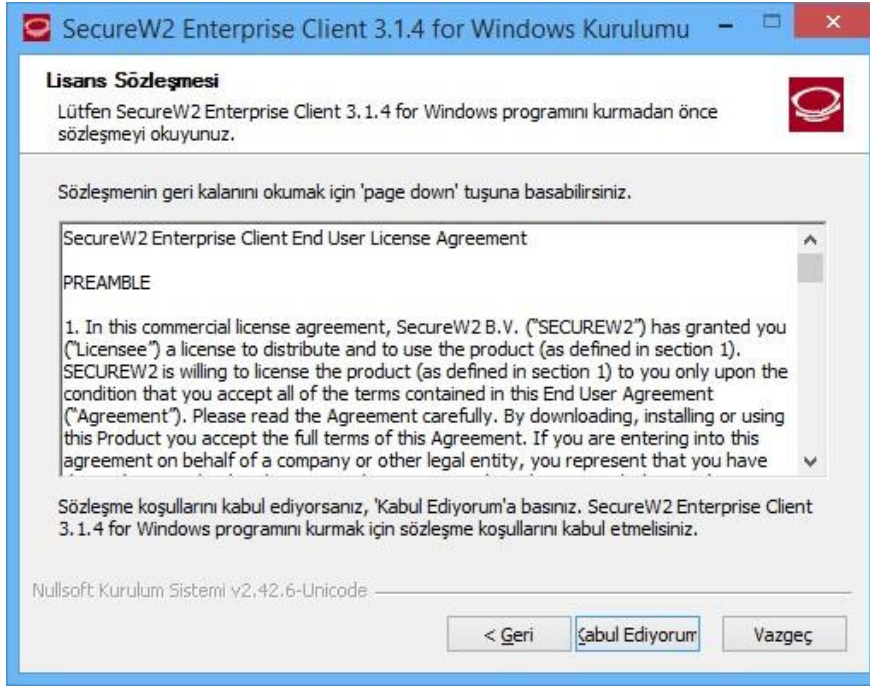 SecureW2 Enterprise Client 3.1.4 for Windows Kurulumu
Lisans Sözleşmesi
Lütfen SecureW2 Enterprise Client 3.1.4 for Windows programını kurmadan önce
sözleşmeyi okuyunuz.
Sözleşmenin geri kalanını okumak için 'page down' tuşuna basabilirsiniz.
SecureW2 Enterprise Client End User License Agreement
PREAMBLE
1. In this commercial license agreement, SecureW2 B.V. ("SECUREW2") has granted you
("Licensee") a license to distribute and to use the product (as defined in section 1).
SECUREW2 is willing to license the product (as defined in section 1) to you only upon the
condition that you accept all of the terms contained in this End User Agreement
("Agreement"). Please read the Agreement carefully. By downloading, installing or using
this Product you accept the full terms of this Agreement. If you are entering into this
agreement on behalf of a company or other legal entity, you represent that you have
Sözleşme koşullarını kabul ediyorsanız, 'Kabul Ediyorum'a basınız. SecureW2 Enterprise Client
3.1.4 for Windows programını kurmak için sözleşme koşullarını kabul etmelisiniz.
Nullsoft Kurulum Sistemi v2.42.6-Unicode
< Geri Kabul Ediyorum Vazgeç